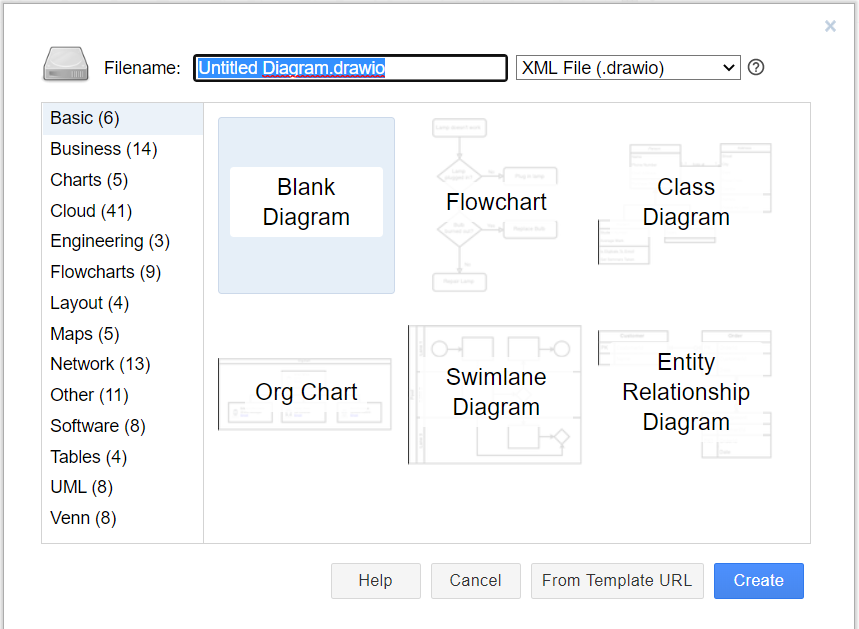 ×
Filename: Untitled Diagram.drawio XML File (.drawio) ?
Basic (6)
Business (14)
Charts (5)
Cloud (41)
Engineering (3)
Flowcharts (9)
Layout (4)
Maps (5)
Network (13)
Other (11)
Software (8)
Tables (4)
UML (8)
Venn (8)
Blank
Diagram
Flowchart
Class
Diagram
Org Chart
Swimlane
Diagram
Entity
Relationship
Diagram
Help Cancel From Template URL Create